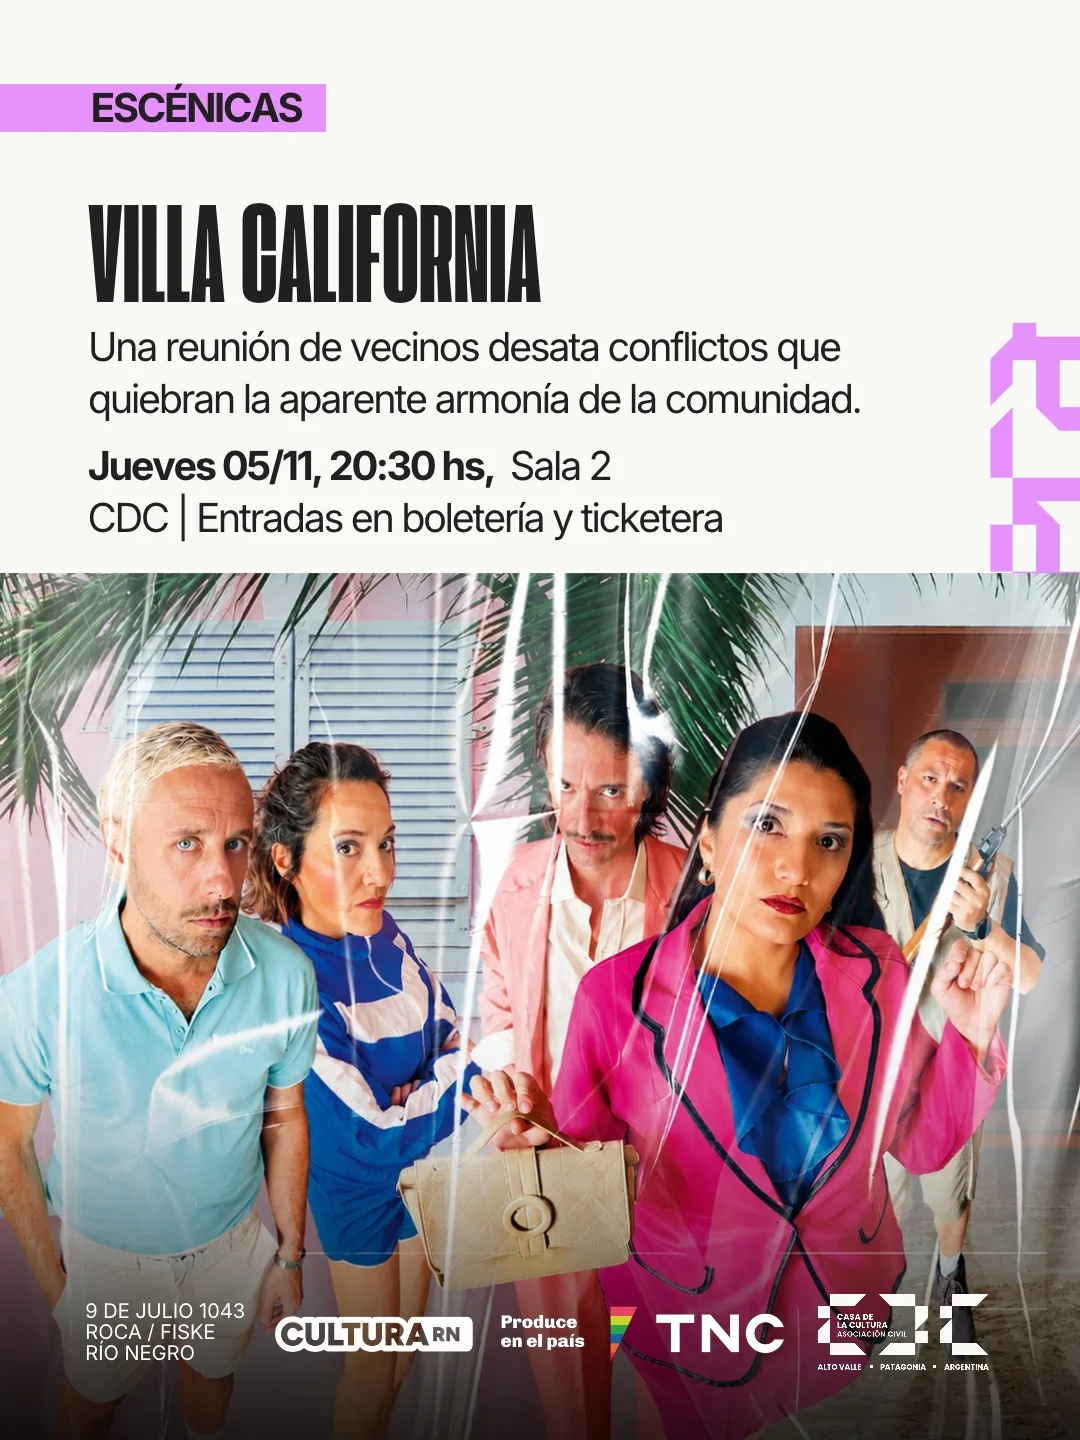 ESCÉNICAS
VILLA CALIFORNIA
Una reunión de vecinos desata conflictos que
quiebran la aparente armonía de la comunidad.
Jueves 05/11, 20:30 hs, Sala 2
CDC | Entradas en boletería y ticketera
9 DE JULIO 1043
ROCA / FISKE
RÍO NEGRO
CULTURA RN
Produce
en el país
TNC
CASA DE
LA CULTURA
ASOCIACIÓN CIVIL
ALTO VALLE • PATAGONIA • ARGENTINA